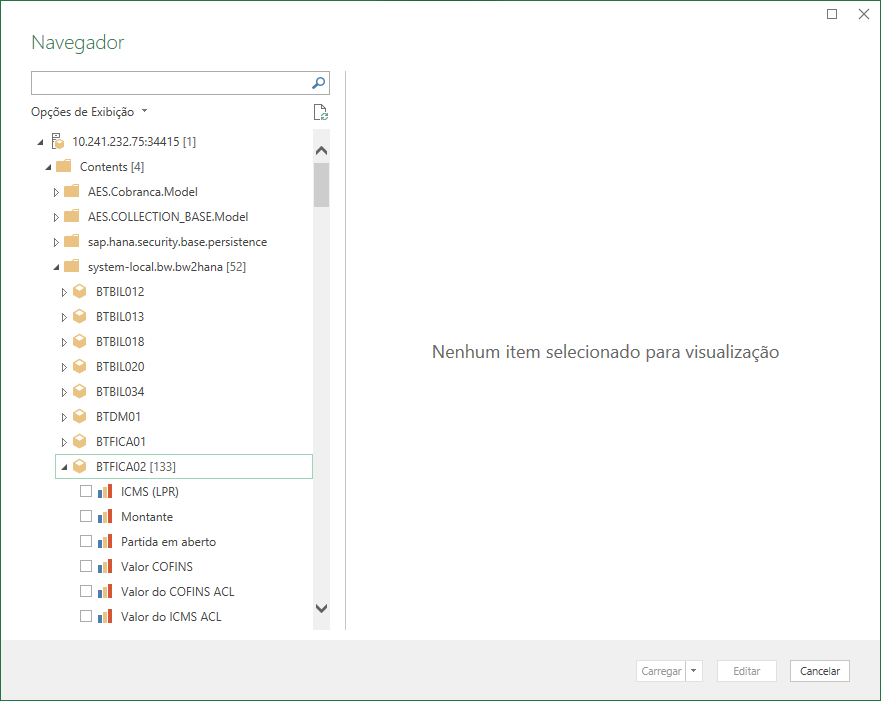 Navegador
Opções de Exibição
10.241.232.75:34415 [1]
Contents [4]
AES.Cobranca.Model
AES.COLLECTION_BASE.Model
sap.hana.security.base.persistence
system-local.bw.bw2hana [52]
BTBIL012
BTBIL013
BTBIL018
BTBIL020
BTBIL034
BTDM01
BTFICA01
BTFICA02 [133]
ICMS (LPR)
Montante
Partida em aberto
Valor COFINS
Valor do COFINS ACL
Valor do ICMS ACL
Nenhum item selecionado para visualização
Carregar
Editar
Cancelar